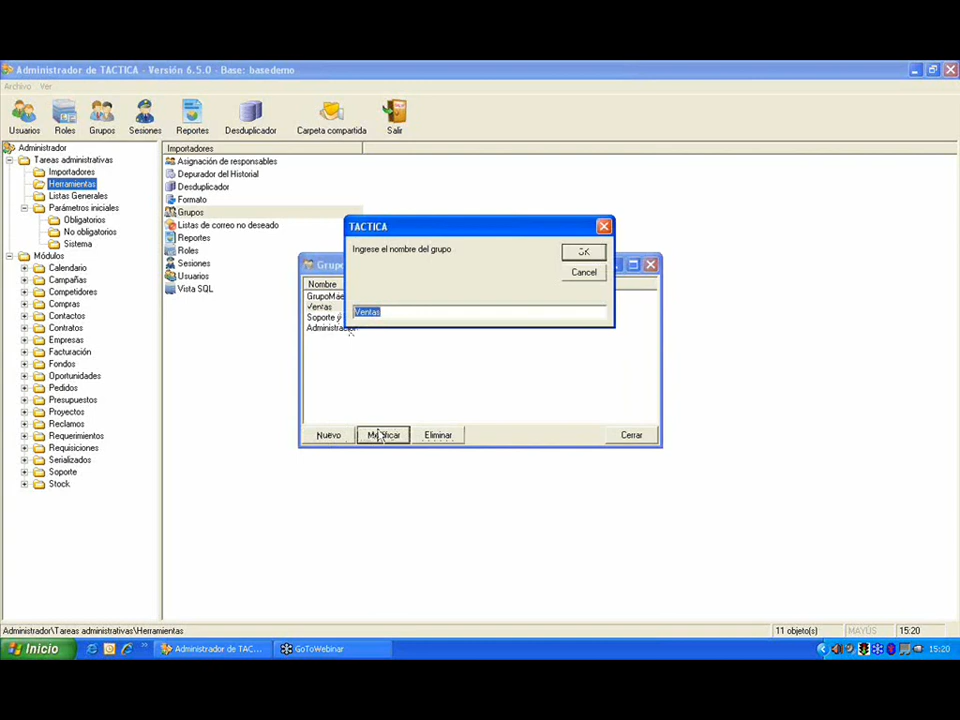 Administrador de TACTICA - Versión 6.5.0 - Base: basedemo
Archivo Ver
Usuarios Roles Grupos Sesiones Reportes Desduplicador Carpeta compartida Salir
Administrador
Tareas administrativas
Importadores
Herramientas
Listas Generales
Parámetros iniciales
Obligatorios
No obligatorios
Sistema
Módulos
Calendario
Campañas
Competidores
Compras
Contactos
Contratos
Empresas
Facturación
Fondos
Oportunidades
Pedidos
Presupuestos
Proyectos
Reclamos
Requerimientos
Requisiciones
Serializados
Soporte
Stock
Importadores
Asignación de responsables
Depurador del Historial
Desduplicador
Formato
Grupos
Listas de correo no deseado
Reportes
Roles
Sesiones
Usuarios
Vista SQL
TACTICA
Ingrese el nombre del grupo
OK
Cancel
Ventas
Nombre
Ventas
Soporte y
Nuevo Modificar Eliminar Cerrar
Administrador\Tareas administrativas\Herramientas 11 objeto(s) MAYÚS 15:20
Inicio Administrador de TAC... GoToWebinar 15:20